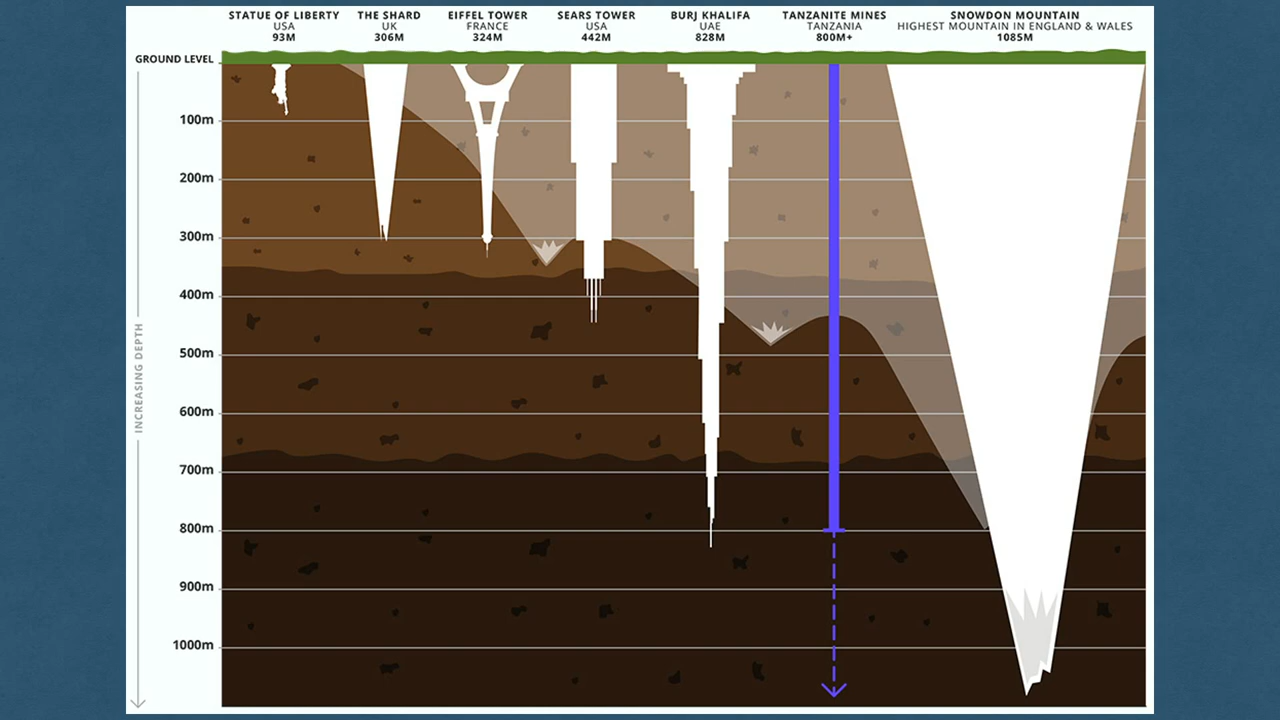 STATUE OF LIBERTY
USA
93M
THE SHARD
UK
306M
EIFFEL TOWER
FRANCE
324M
SEARS TOWER
USA
442M
BURJ KHALIFA
UAE
828M
TANZANITE MINES
TANZANIA
800M+
SNOWDON MOUNTAIN
HIGHEST MOUNTAIN IN ENGLAND & WALES
1085M
GROUND LEVEL
100m
200m
300m
400m
500m
600m
700m
800m
900m
1000m
INCREASING DEPTH